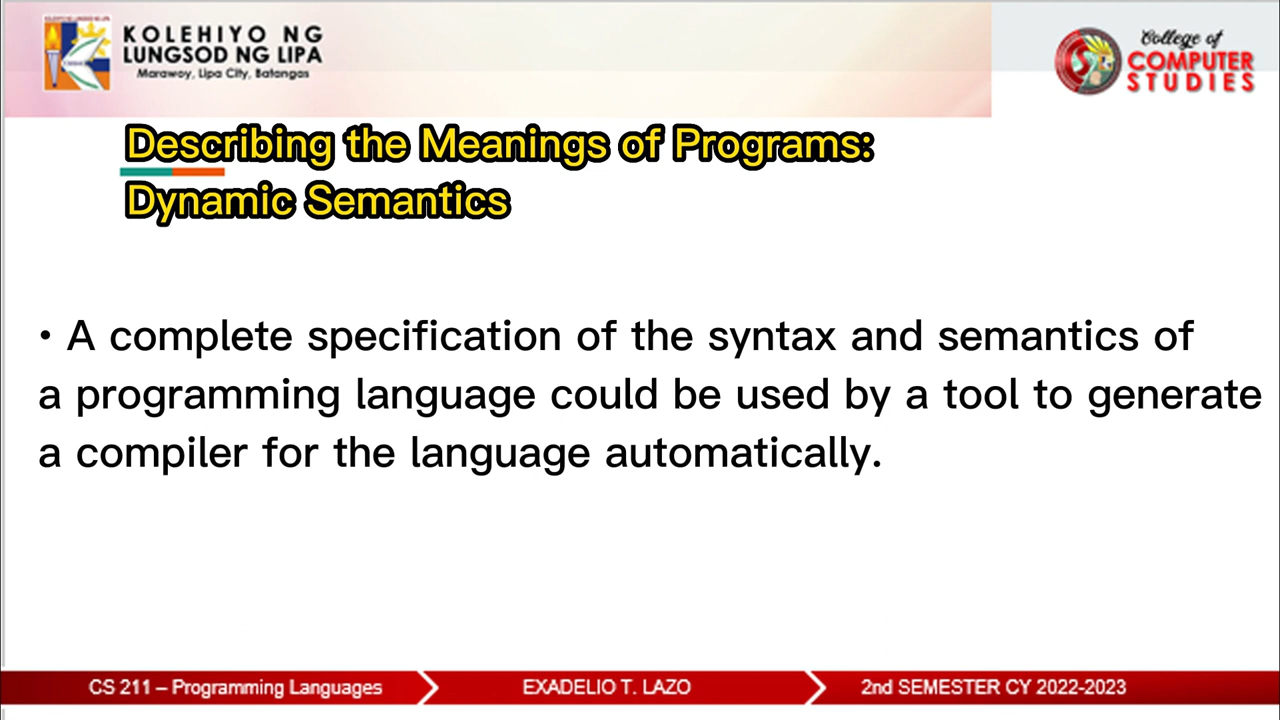 KOLEHIYO NG
LUNGSOD NG LIPA
Marawoy, Lipa City, Batangas
College of
COMPUTER
STUDIES
Describing the Meanings of Programs:
Dynamic Semantics
• A complete specification of the syntax and semantics of
a programming language could be used by a tool to generate
a compiler for the language automatically.
CS 211 – Programming Languages
EXADELIO T. LAZO
2nd SEMESTER CY 2022-2023